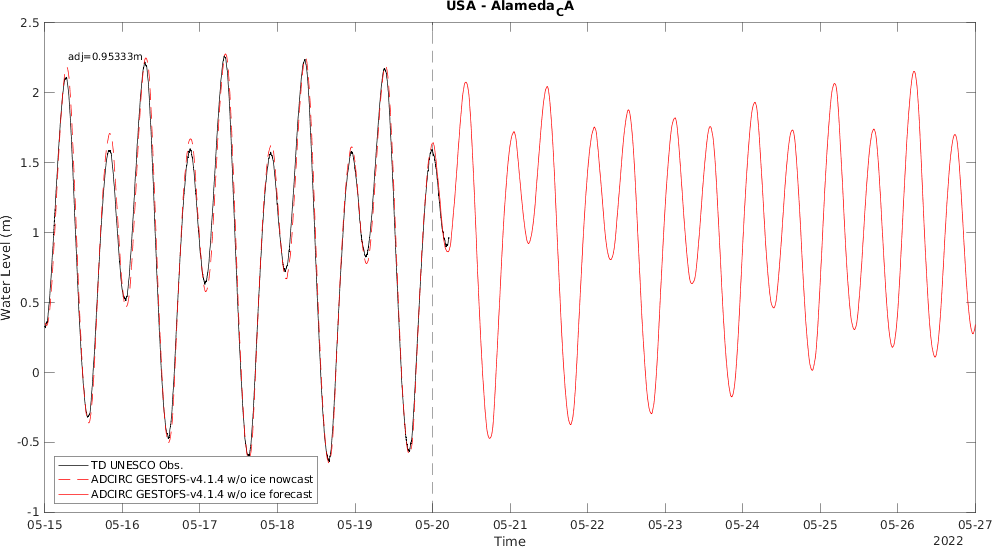 USA - Alameda_CA
adj=0.95333m
2.5
2
1.5
1
0.5
0
-0.5
-1
Water Level (m)
TD UNESCO Obs.
ADCIRC GESTOFS-v4.1.4 w/o ice nowcast
ADCIRC GESTOFS-v4.1.4 w/o ice forecast
05-15 05-16 05-17 05-18 05-19 05-20 05-21 05-22 05-23 05-24 05-25 05-26 05-27
Time
2022